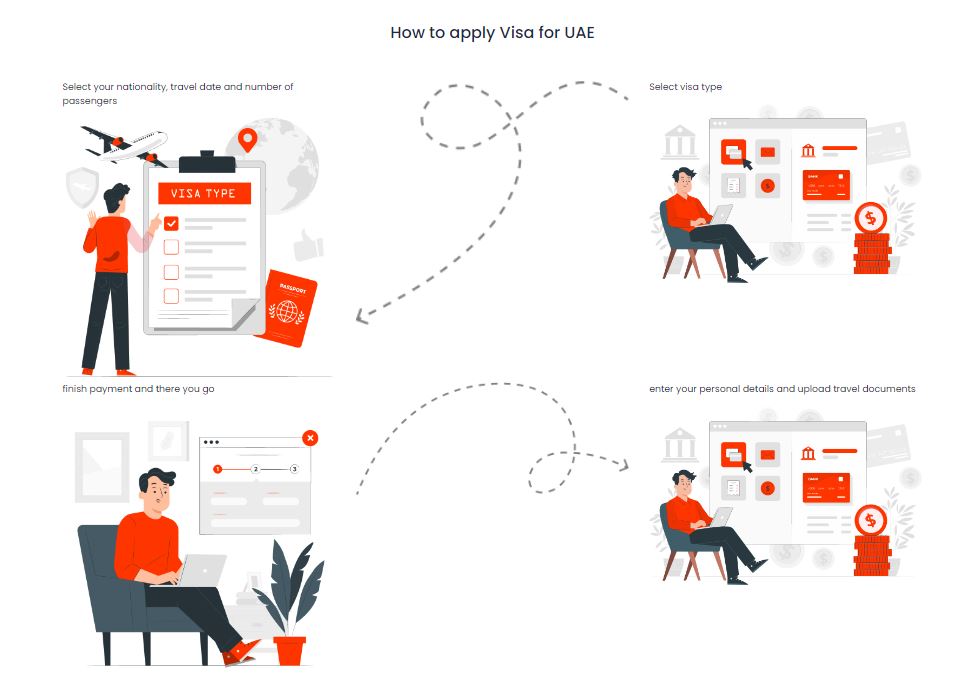 How to apply Visa for UAE
Select your nationality, travel date and number of
passengers
Select visa type
VISA TYPE
PASSPORT
BANK
finish payment and there you go
enter your personal details and upload travel documents
1 2 3
BANK